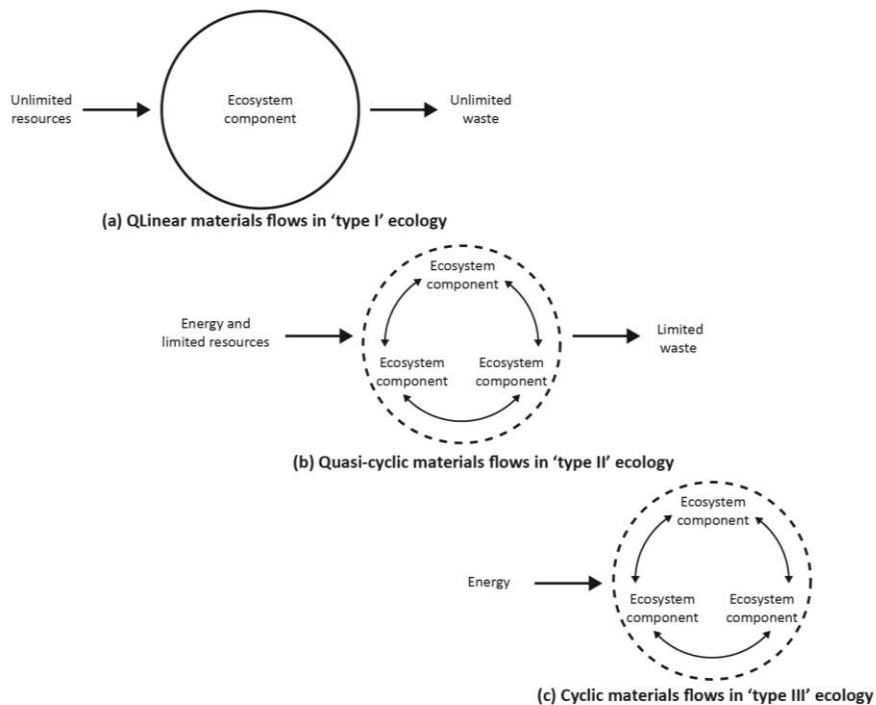 Unlimited
resources
Ecosystem
component
Unlimited
waste
(a) QLinear materials flows in ‘type I’ ecology
Energy and
limited resources
Ecosystem
component
Ecosystem
component
Ecosystem
component
Limited
waste
(b) Quasi-cyclic materials flows in ‘type II’ ecology
Energy
Ecosystem
component
Ecosystem
component
Ecosystem
component
(c) Cyclic materials flows in ‘type III’ ecology